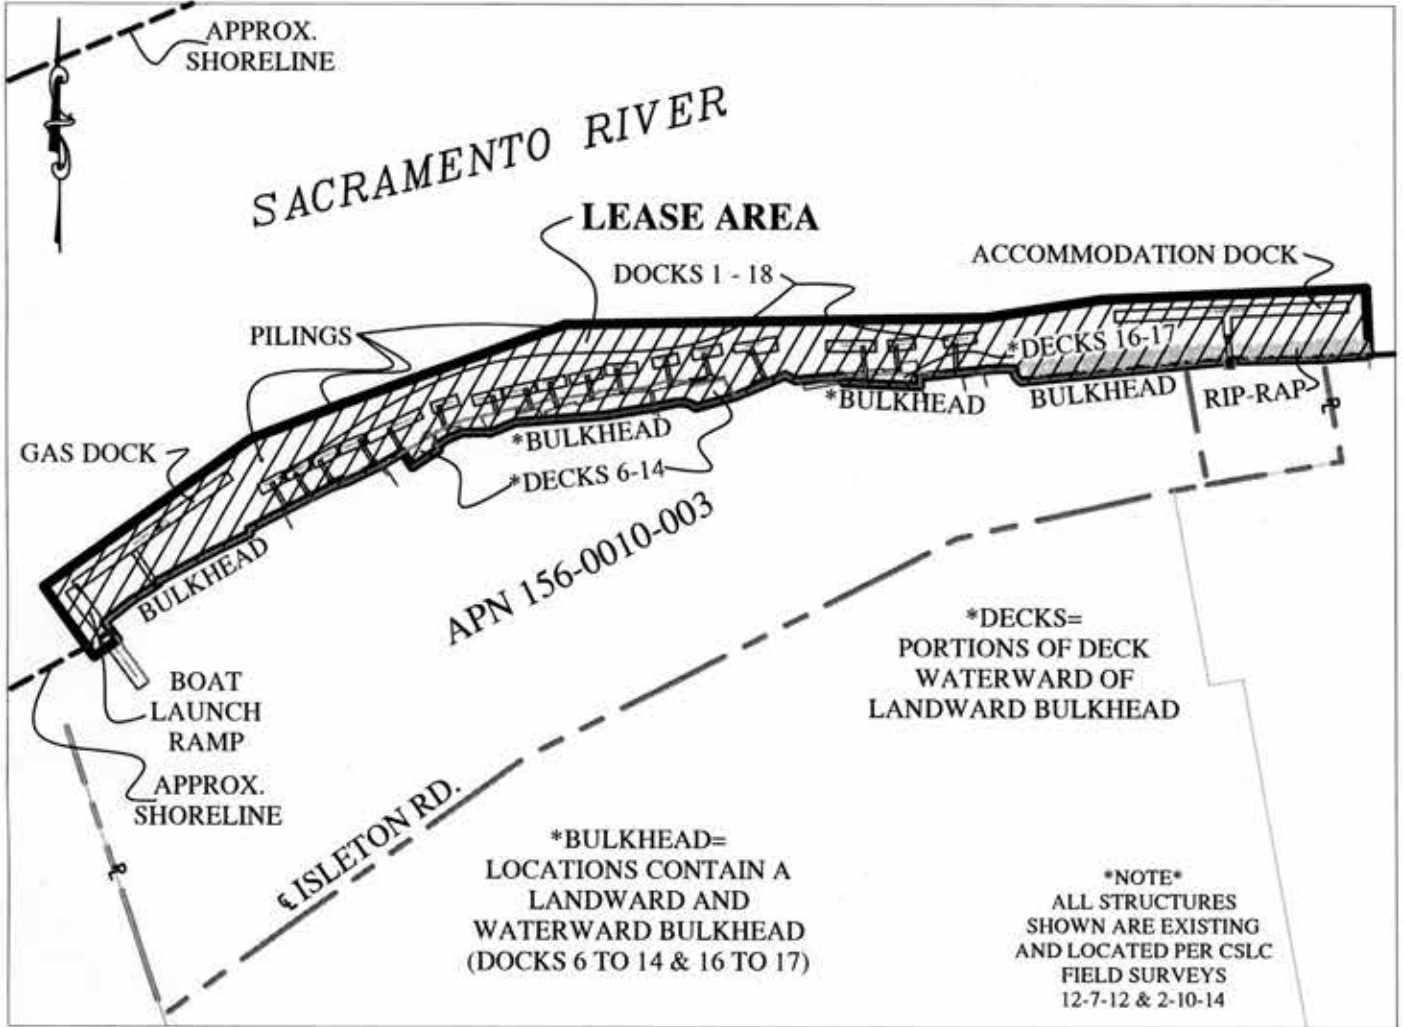 APPROX.
SHORELINE
SACRAMENTO RIVER
LEASE AREA
DOCKS 1 - 18
ACCOMMODATION DOCK
PILINGS
*DECKS 16-17
GAS DOCK
*BULKHEAD
BULKHEAD
RIP-RAP
*BULKHEAD
*DECKS 6-14
BULKHEAD
APN 156-0010-003
BOAT
LAUNCH
RAMP
APPROX.
SHORELINE
℄ ISLETON RD.
*DECKS=
PORTIONS OF DECK
WATERWARD OF
LANDWARD BULKHEAD
*BULKHEAD=
LOCATIONS CONTAIN A
LANDWARD AND
WATERWARD BULKHEAD
(DOCKS 6 TO 14 & 16 TO 17)
*NOTE*
ALL STRUCTURES
SHOWN ARE EXISTING
AND LOCATED PER CSLC
FIELD SURVEYS
12-7-12 & 2-10-14
PL
PL